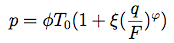 p = ϕT₀(1 + ξ(q/F)^φ)